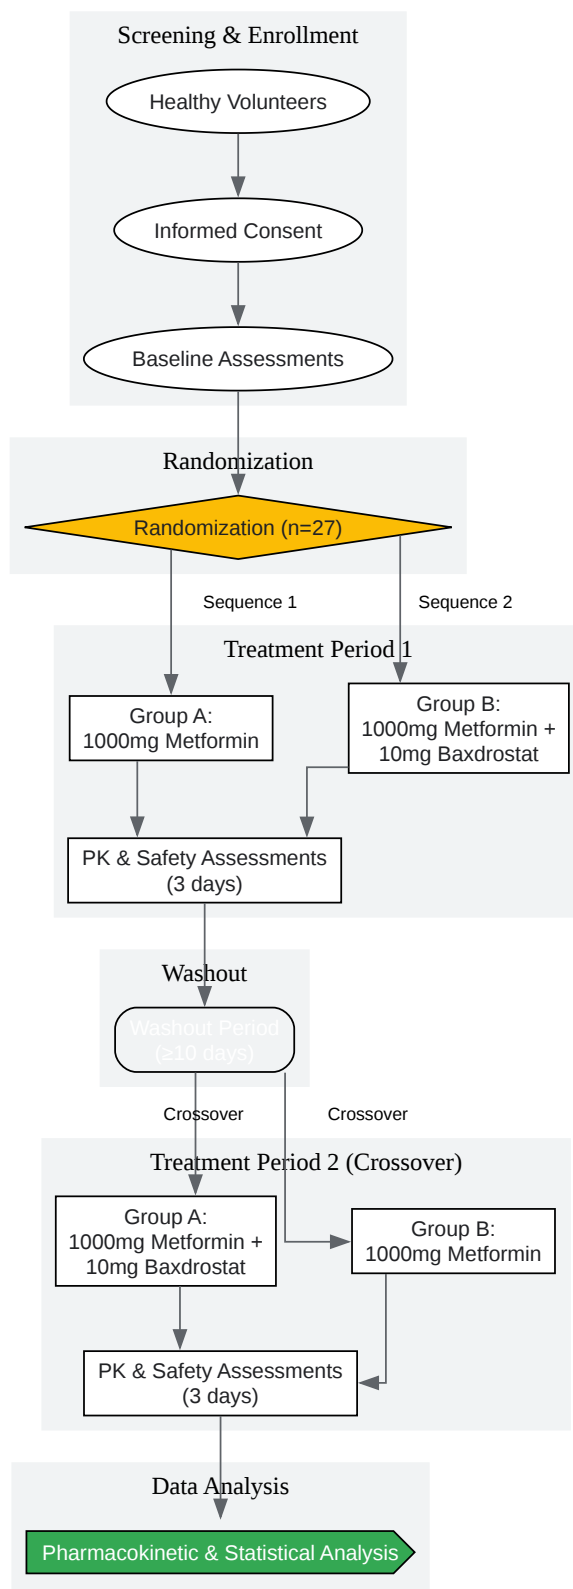 Screening & Enrollment
Healthy Volunteers
Informed Consent
Baseline Assessments
Randomization
Randomization (n=27)
Sequence 1
Sequence 2
Treatment Period 1
Group A:
1000mg Metformin
Group B:
1000mg Metformin +
10mg Baxdrostat
PK & Safety Assessments
(3 days)
Washout
Washout Period
(≥10 days)
Crossover
Crossover
Treatment Period 2 (Crossover)
Group A:
1000mg Metformin +
10mg Baxdrostat
Group B:
1000mg Metformin
PK & Safety Assessments
(3 days)
Data Analysis
Pharmacokinetic & Statistical Analysis